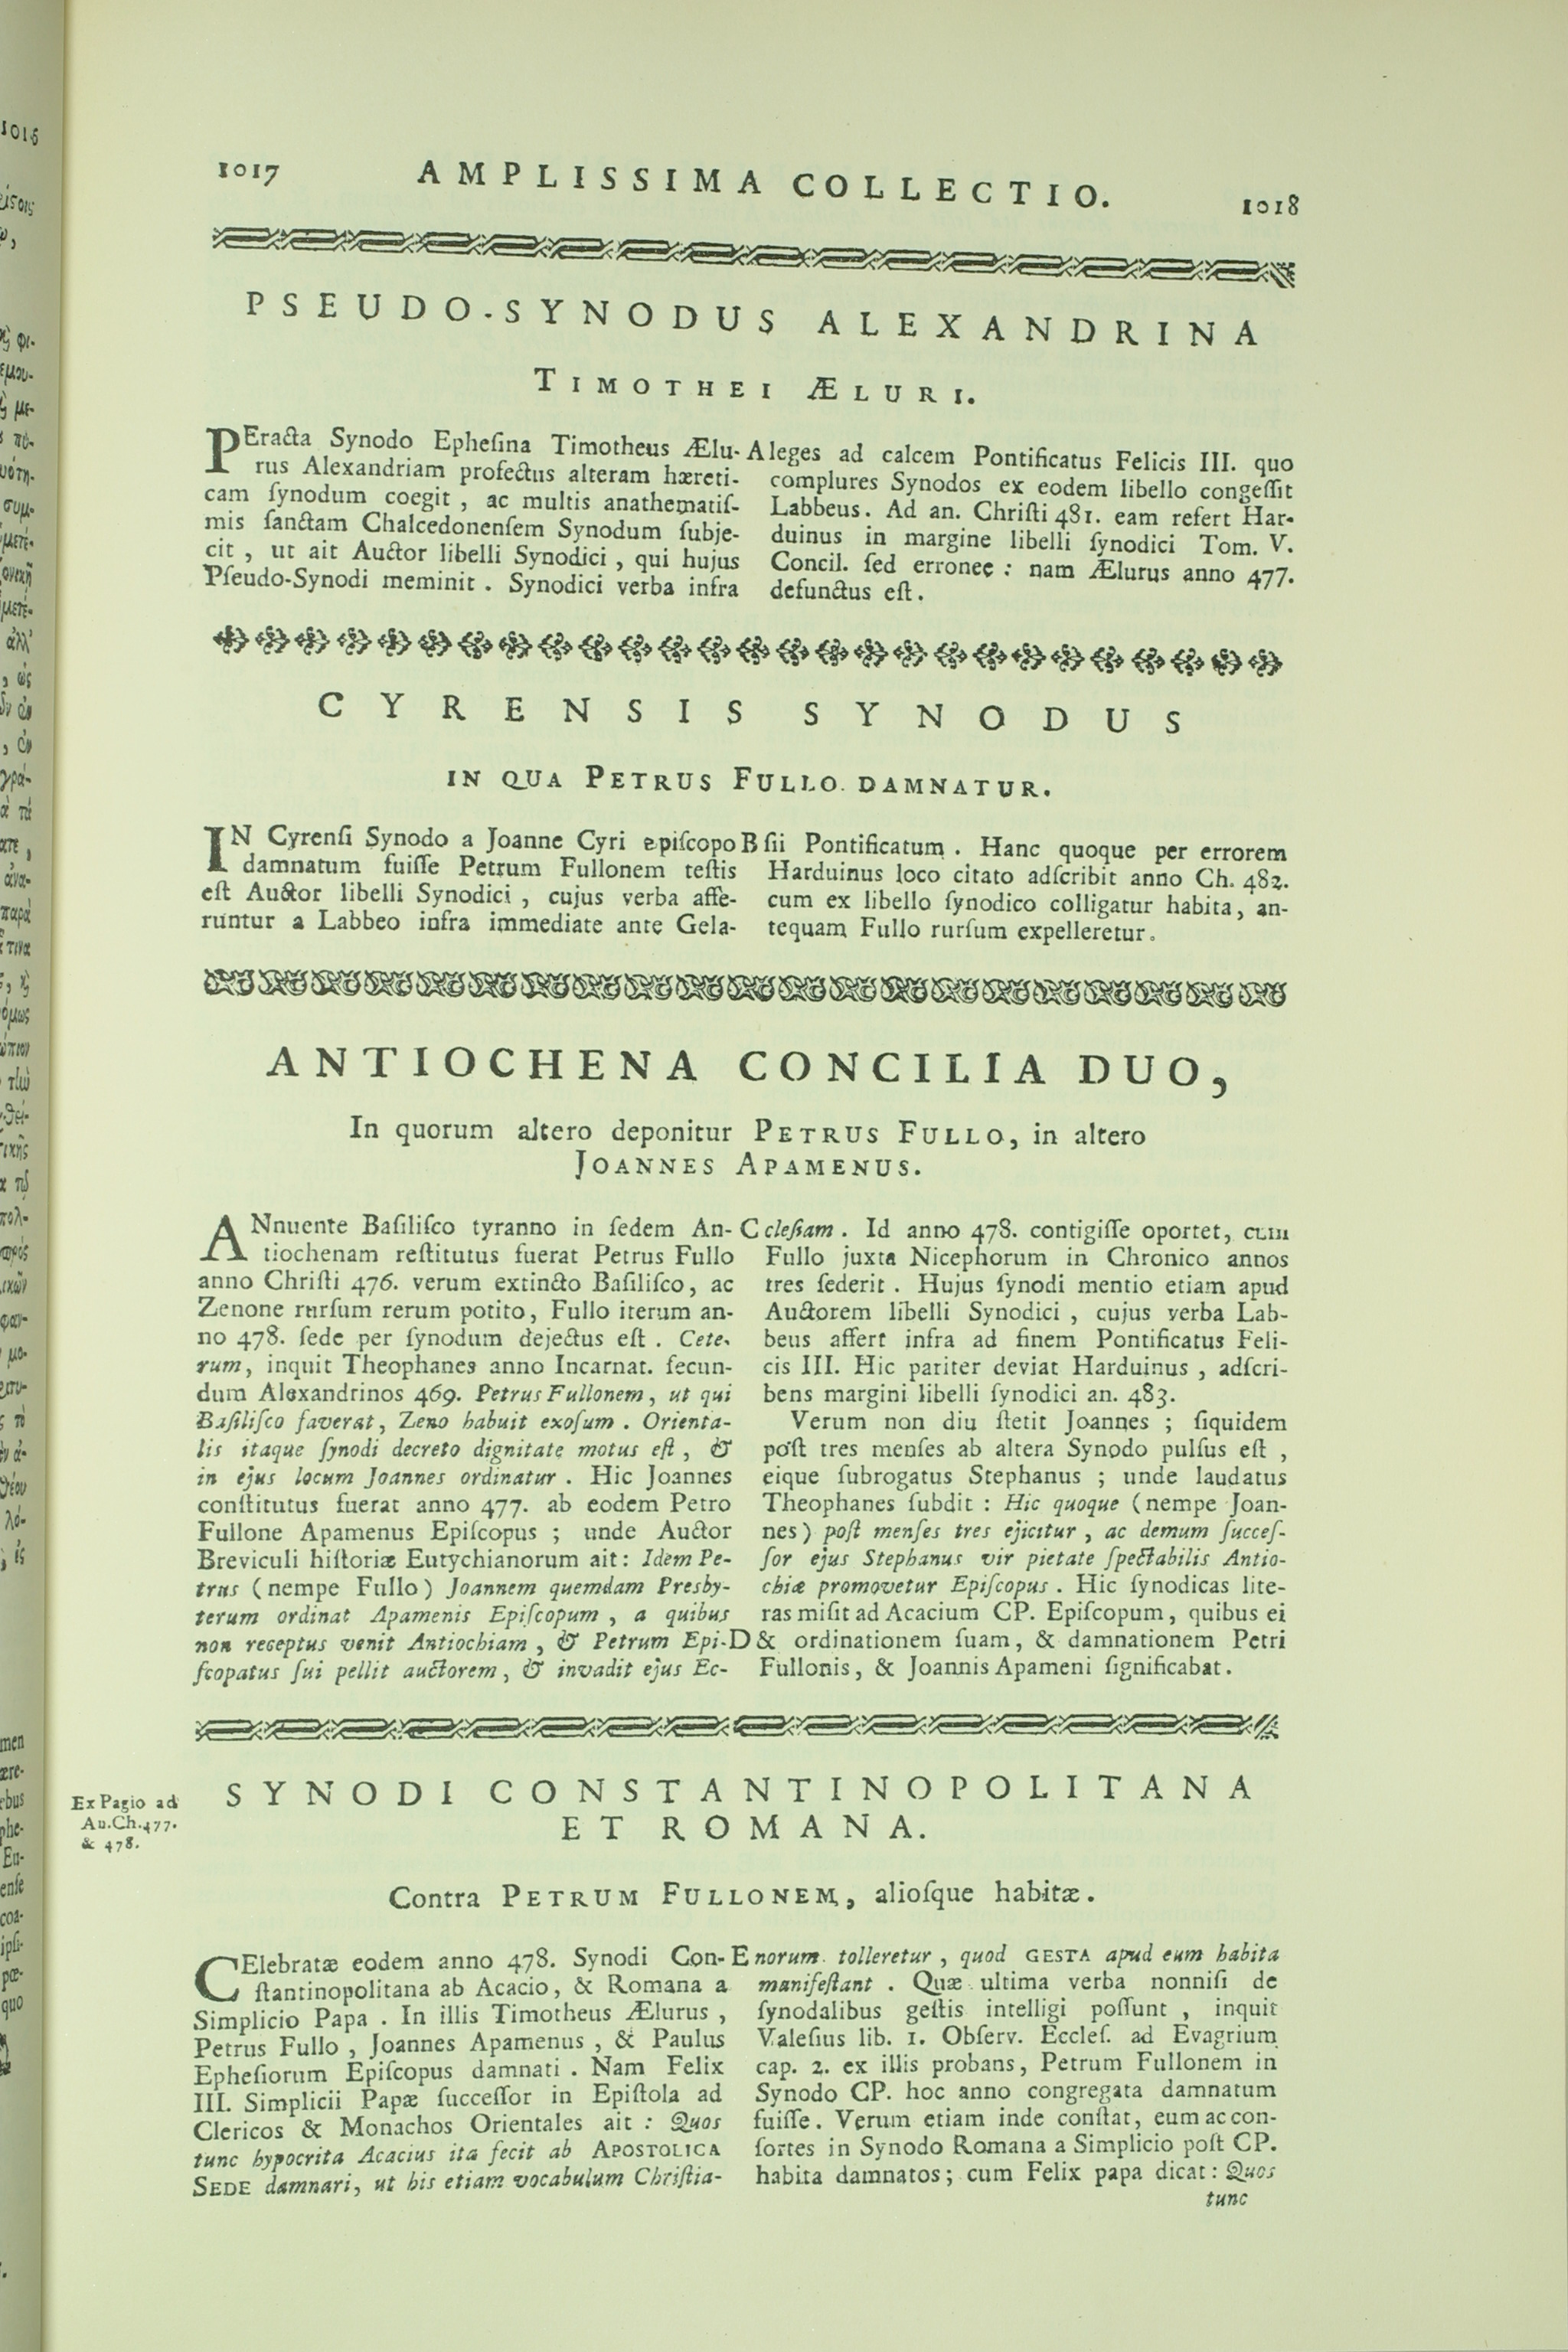 1017
AMPLISSIMA COLLECTIO.
1018
PSEUDO-SYNODUS ALEXANDRINA
TIMOTHEI ÆLURI.
PEracta Synodo Epheſina Timotheus Ælu-
rus Alexandriam profectus alteram hæreti-
cam ſynodum coegit, ac multis anathematiſ-
mis ſanctam Chalcedonenſem Synodum ſubje-
cit, ut ait Auctor libelli Synodici, qui hujus
Pſeudo-Synodi meminit. Synodici verba infra
A leges ad calcem Pontificatus Felicis III. quo
complures Synodos ex eodem libello congeſſit
Labbeus. Ad an. Chriſti 481. eam refert Har-
duinus in margine libelli ſynodici Tom. V.
Concil. ſed erronee: nam Ælurus anno 477.
defunctus eſt.
CYRENSIS SYNODUS
IN QUA PETRUS FULLO DAMNATUR.
IN Cyrenſi Synodo a Joanne Cyri epiſcopo
damnatum fuiſſe Petrum Fullonem teſtis
eſt Auctor libelli Synodici, cujus verba affe-
runtur a Labbeo infra immediate ante Gela-
B ſii Pontificatum. Hanc quoque per errorem
Harduinus loco citato adſcribit anno Ch. 482.
cum ex libello ſynodico colligatur habita, an-
tequam Fullo rurſum expelleretur.
ANTIOCHENA CONCILIA DUO,
In quorum altero deponitur PETRUS FULLO, in altero
JOANNES APAMENUS.
ANnuente Baſiliſco tyranno in ſedem An-
tiochenam reſtitutus fuerat Petrus Fullo
anno Chriſti 476. verum extincto Baſiliſco, ac
Zenone rurſum rerum potito, Fullo iterum an-
no 478. ſede per ſynodum dejectus eſt. Cete-
rum, inquit Theophanes anno Incarnat. ſecun-
dum Alexandrinos 469. Petrus Fullonem, ut qui
Baſiliſco faverat, Zeno habuit exoſum. Orienta-
lis itaque ſynodi decreto dignitate motus eſt, &
in ejus locum Joannes ordinatur. Hic Joannes
conſtitutus fuerat anno 477. ab eodem Petro
Fullone Apamenus Epiſcopus; unde Auctor
Breviculi hiſtoriæ Eutychianorum ait: Idem Pe-
trus (nempe Fullo) Joannem quemdam Presby-
terum ordinat Apamenis Epiſcopum, a quibus
non receptus venit Antiochiam, & Petrum Epi-
ſcopatus ſui pellit auctorem, & invadit ejus Ec-
C cleſiam. Id anno 478. contigiſſe oportet, cum
Fullo juxta Nicephorum in Chronico annos
tres ſederit. Hujus ſynodi mentio etiam apud
Auctorem libelli Synodici, cujus verba Lab-
beus affert infra ad finem Pontificatus Feli-
cis III. Hic pariter deviat Harduinus, adſcri-
bens margini libelli ſynodici an. 483.
Verum non diu ſtetit Joannes; ſiquidem
poſt tres menſes ab altera Synodo pulſus eſt,
eique ſubrogatus Stephanus; unde laudatus
Theophanes ſubdit: Hic quoque (nempe Joan-
nes) poſt menſes tres ejicitur, ac demum ſucceſ-
ſor ejus Stephanus vir pietate ſpectabilis Antio-
chiæ promovetur Epiſcopus. Hic ſynodicas lite-
ras miſit ad Acacium CP. Epiſcopum, quibus ei
D & ordinationem ſuam, & damnationem Petri
Fullonis, & Joannis Apameni ſignificabat.
Ex Pagio ad
An.Ch.477.
& 478.
SYNODI CONSTANTINOPOLITANA
ET ROMANA.
Contra PETRUM FULLONEM, alioſque habitæ.
CElebratæ eodem anno 478. Synodi Con-
ſtantinopolitana ab Acacio, & Romana a
Simplicio Papa. In illis Timotheus Ælurus,
Petrus Fullo, Joannes Apamenus, & Paulus
Epheſiorum Epiſcopus damnati. Nam Felix
III. Simplicii Papæ ſucceſſor in Epiſtola ad
Clericos & Monachos Orientales ait: Quos
tunc hypocrita Acacius ita fecit ab APOSTOLICA
SEDE damnari, ut his etiam vocabulum Chriſtia-
E norum tolleretur, quod GESTA apud eum habita
manifeſtant. Quæ ultima verba nonniſi de
ſynodalibus geſtis intelligi poſſunt, inquit
Valeſius lib. 1. Obſerv. Eccleſ. ad Evagrium
cap. 2. ex illis probans, Petrum Fullonem in
Synodo CP. hoc anno congregata damnatum
fuiſſe. Verum etiam inde conſtat, eum ac con-
ſortes in Synodo Romana a Simplicio poſt CP.
habita damnatos; cum Felix papa dicat: Quos
tunc